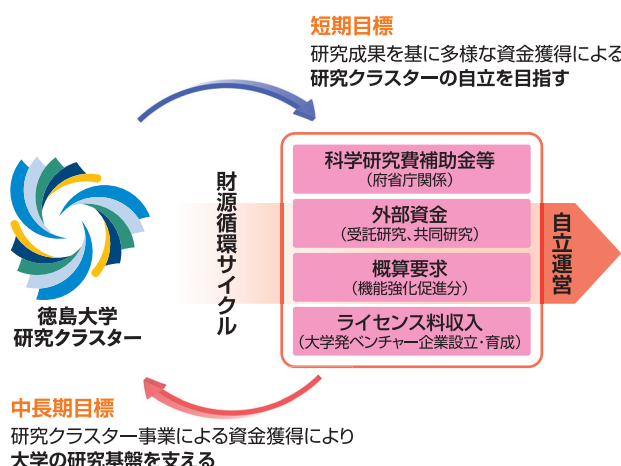 短期目標
研究成果を基に多様な資金獲得による
研究クラスターの自立を目指す
科学研究費補助金等
（府省庁関係）
外部資金
（受託研究、共同研究）
概算要求
（機能強化促進分）
ライセンス料収入
（大学発ベンチャー企業設立・育成）
財源循環サイクル
自立運営
徳島大学
研究クラスター
中長期目標
研究クラスター事業による資金獲得により
大学の研究基盤を支える